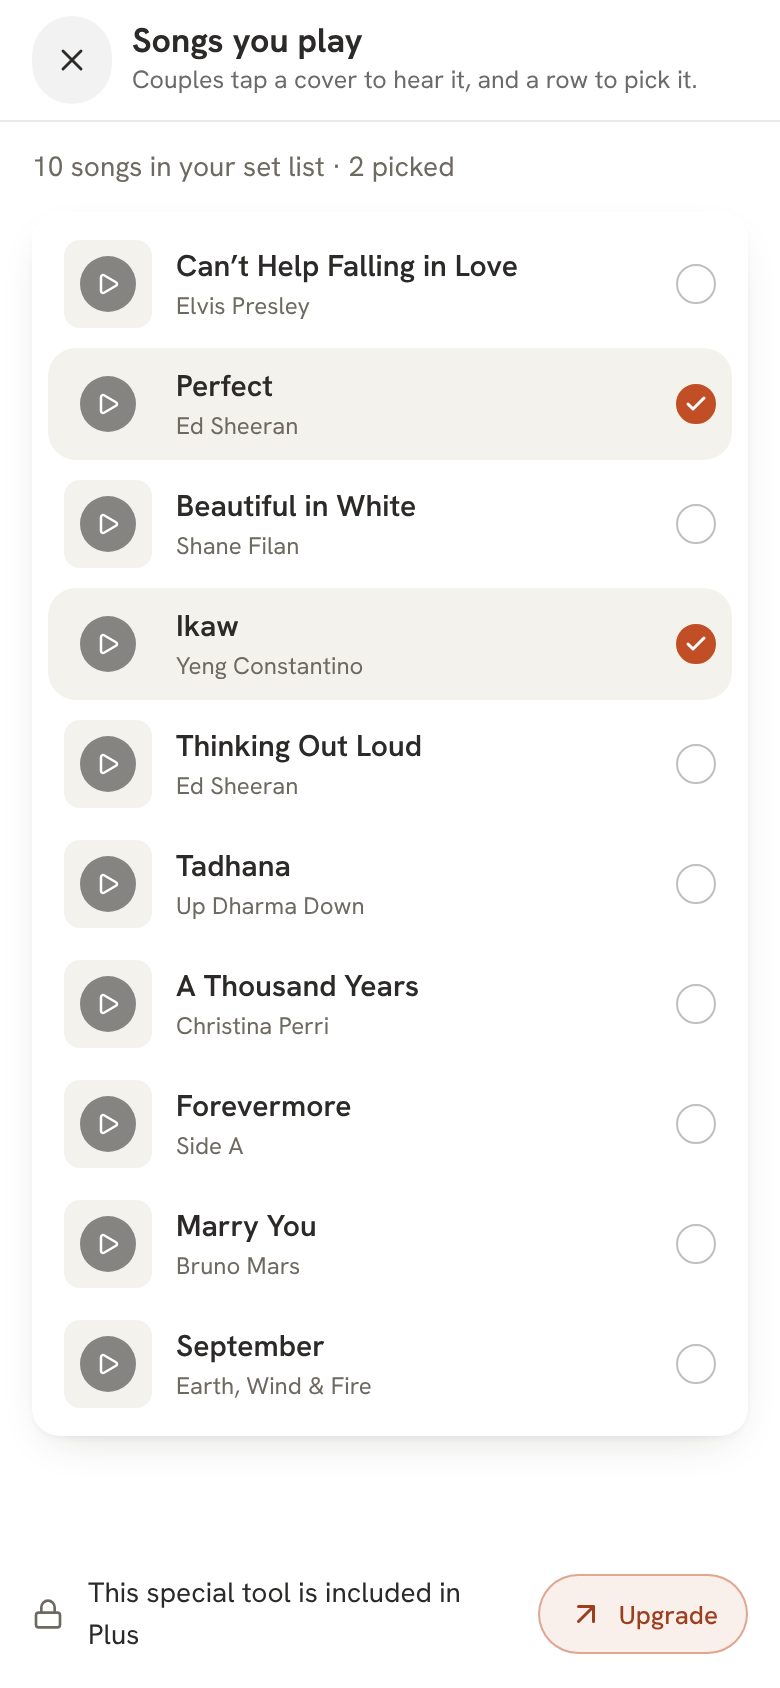 Songs you play
Couples tap a cover to hear it, and a row to pick it.
10 songs in your set list · 2 picked
Can’t Help Falling in Love
Elvis Presley
Perfect
Ed Sheeran
Beautiful in White
Shane Filan
Ikaw
Yeng Constantino
Thinking Out Loud
Ed Sheeran
Tadhana
Up Dharma Down
A Thousand Years
Christina Perri
Forevermore
Side A
Marry You
Bruno Mars
September
Earth, Wind & Fire
This special tool is included in
Plus
Upgrade